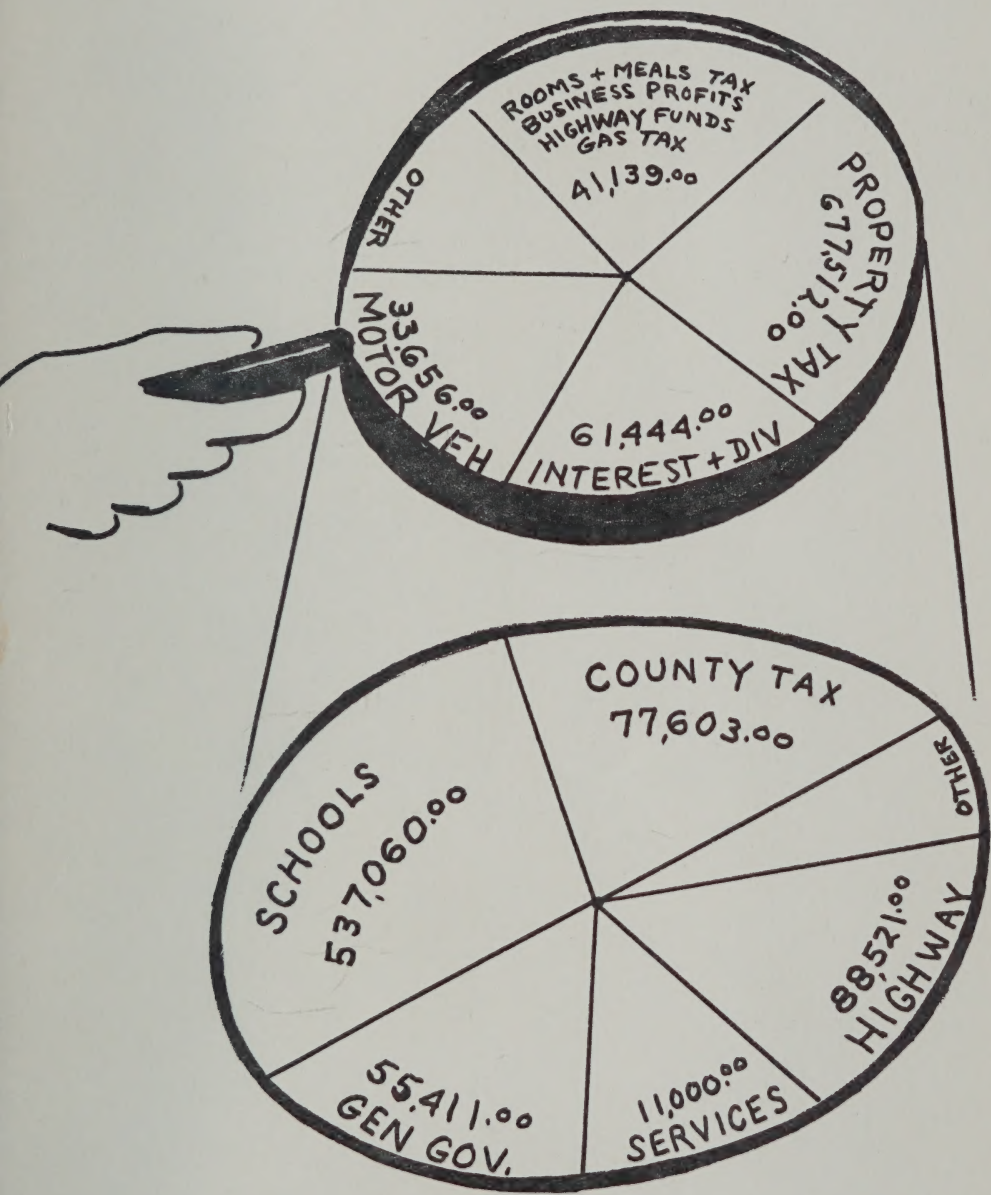 ROOMS + MEALS TAX
BUSINESS PROFITS
HIGHWAY FUNDS
GAS TAX
41,139.00
PROPERTY TAX
677,512.00
OTHER
33,656.00
MOTOR VEH
61,444.00
INTEREST + DIV
COUNTY TAX
77,603.00
OTHER
SCHOOLS
537,060.00
88,521.00
HIGHWAY
55,411.00
GEN GOV.
11,000.00
SERVICES